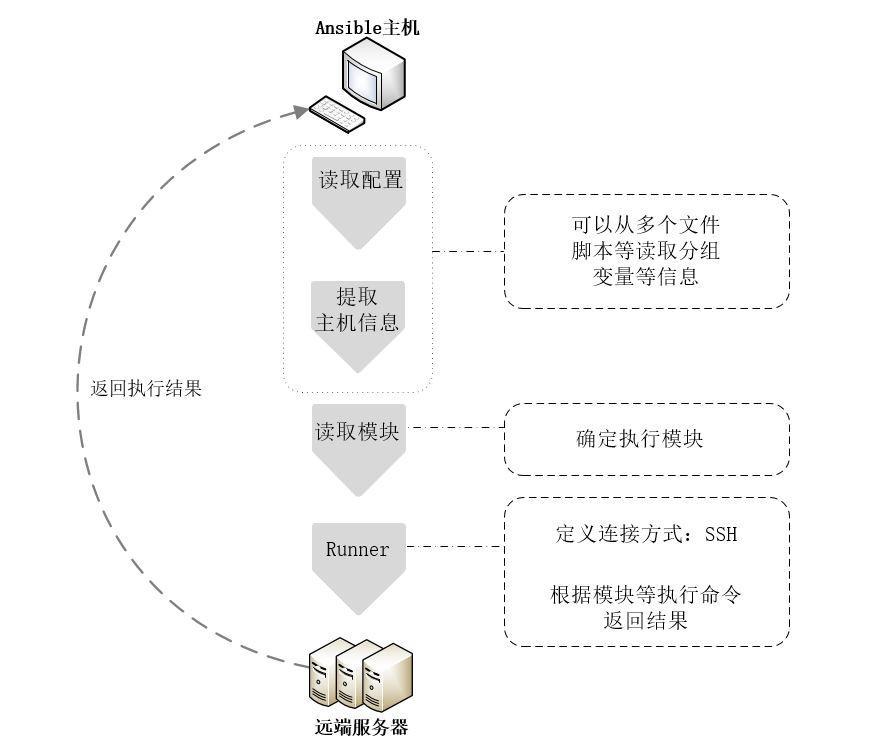 Ansible主机
读取配置
可以从多个文件
脚本等读取分组
变量等信息
提取
主机信息
返回执行结果
读取模块
确定执行模块
Runner
定义连接方式：SSH
根据模块等执行命令
返回结果
远端服务器